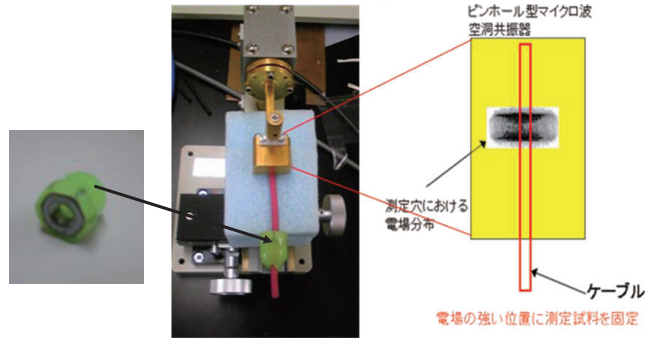 ピンホール型マイクロ波
空洞共振器
測定穴における
電場分布
ケーブル
電場の強い位置に測定試料を固定